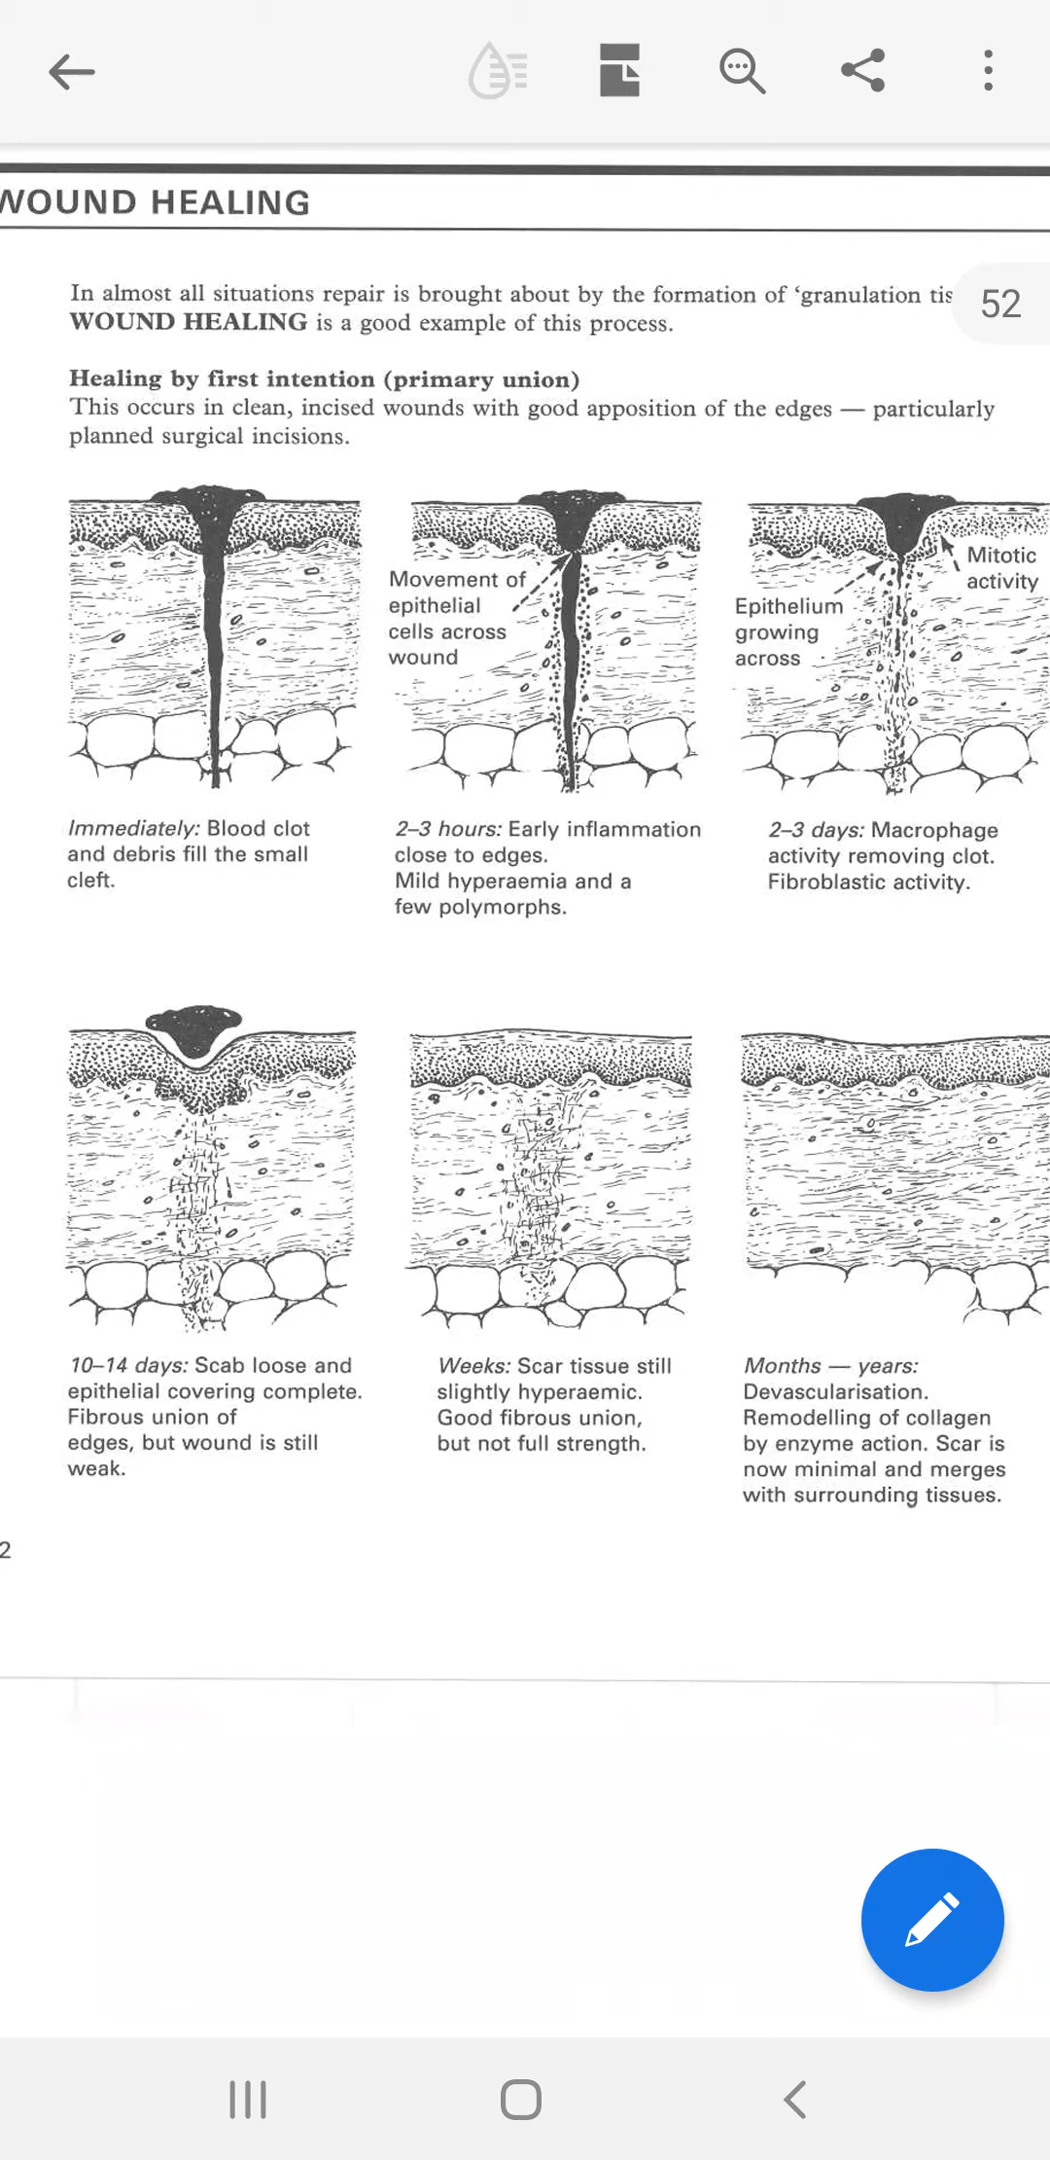 WOUND HEALING
In almost all situations repair is brought about by the formation of ‘granulation
52
WOUND HEALING is a good example of this process.
Healing by first intention (primary union)
This occurs in clean, incised wounds with good apposition of the edges — particularly
planned surgical incisions.
Movement of
epithelial
cells across
wound
Mitotic
activity
Epithelium
growing
across
Immediately: Blood clot
and debris fill the small
cleft.
2–3 hours: Early inflammation
close to edges.
Mild hyperaemia and a
few polymorphs.
2–3 days: Macrophage
activity removing clot.
Fibroblastic activity.
10–14 days: Scab loose and
epithelial covering complete.
Fibrous union of
edges, but wound is still
weak.
Weeks: Scar tissue still
slightly hyperaemic.
Good fibrous union,
but not full strength.
Months — years:
Devascularisation.
Remodelling of collagen
by enzyme action. Scar is
now minimal and merges
with surrounding tissues.
2